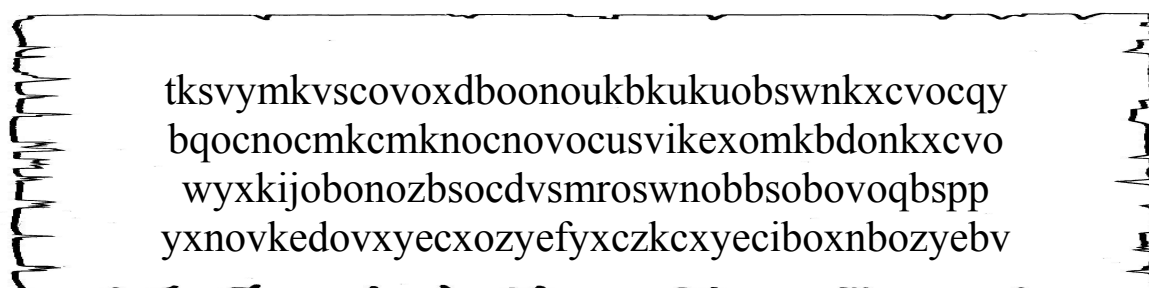 tksvymkvscovoxdboonoukbkukuobswnkxcvocqy
bqocnocmkcmknocnovocusvikexomkbdonkxcvo
wyxkijobonozbsocdvsmroswnobbsobovoqbspp
yxnovkedovxyecxozyefyxczkcxyeciboxnbozyebv